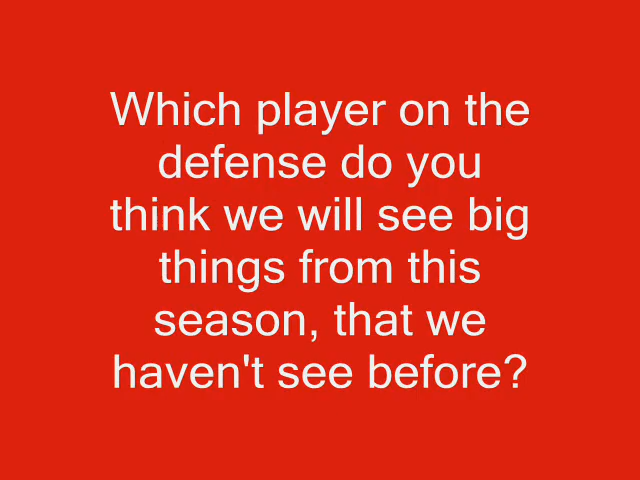 Which player on the
defense do you
think we will see big
things from this
season, that we
haven't see before?